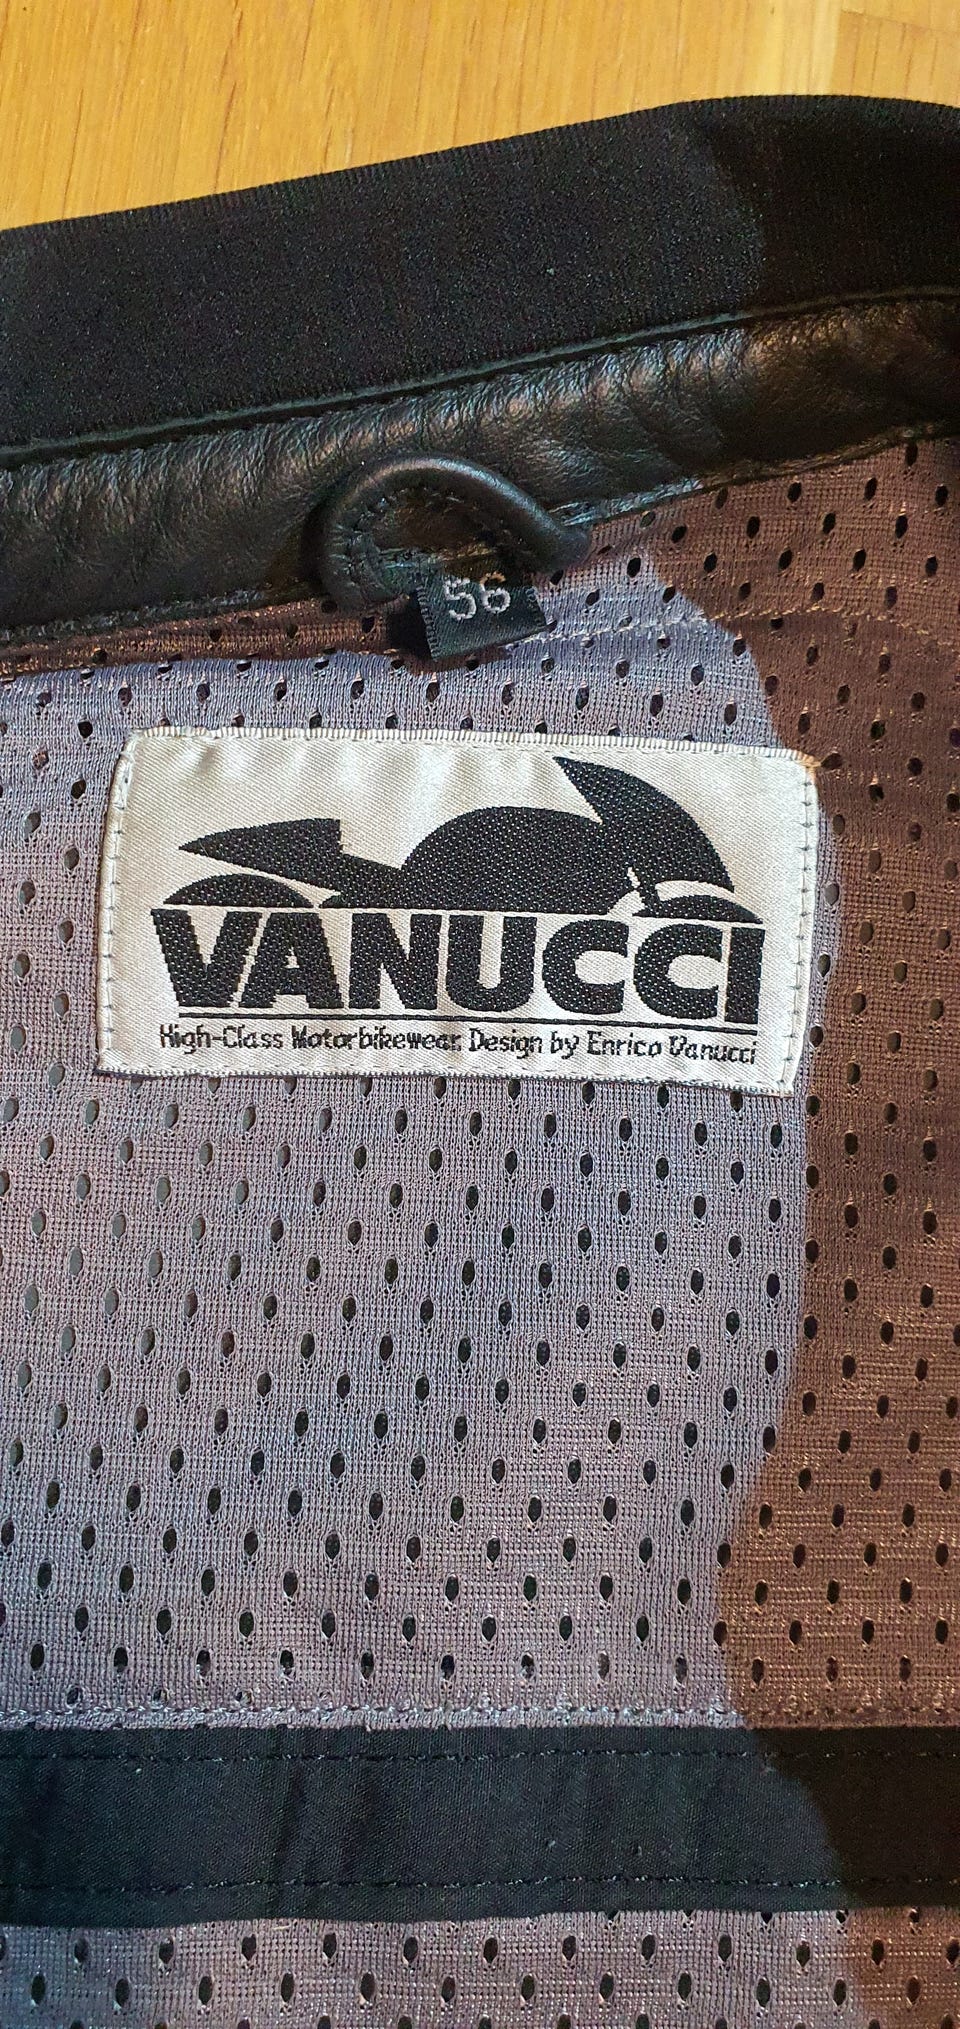 56
VANUCCI
High-Class Motorbikewear. Design by Enrico Vanucci